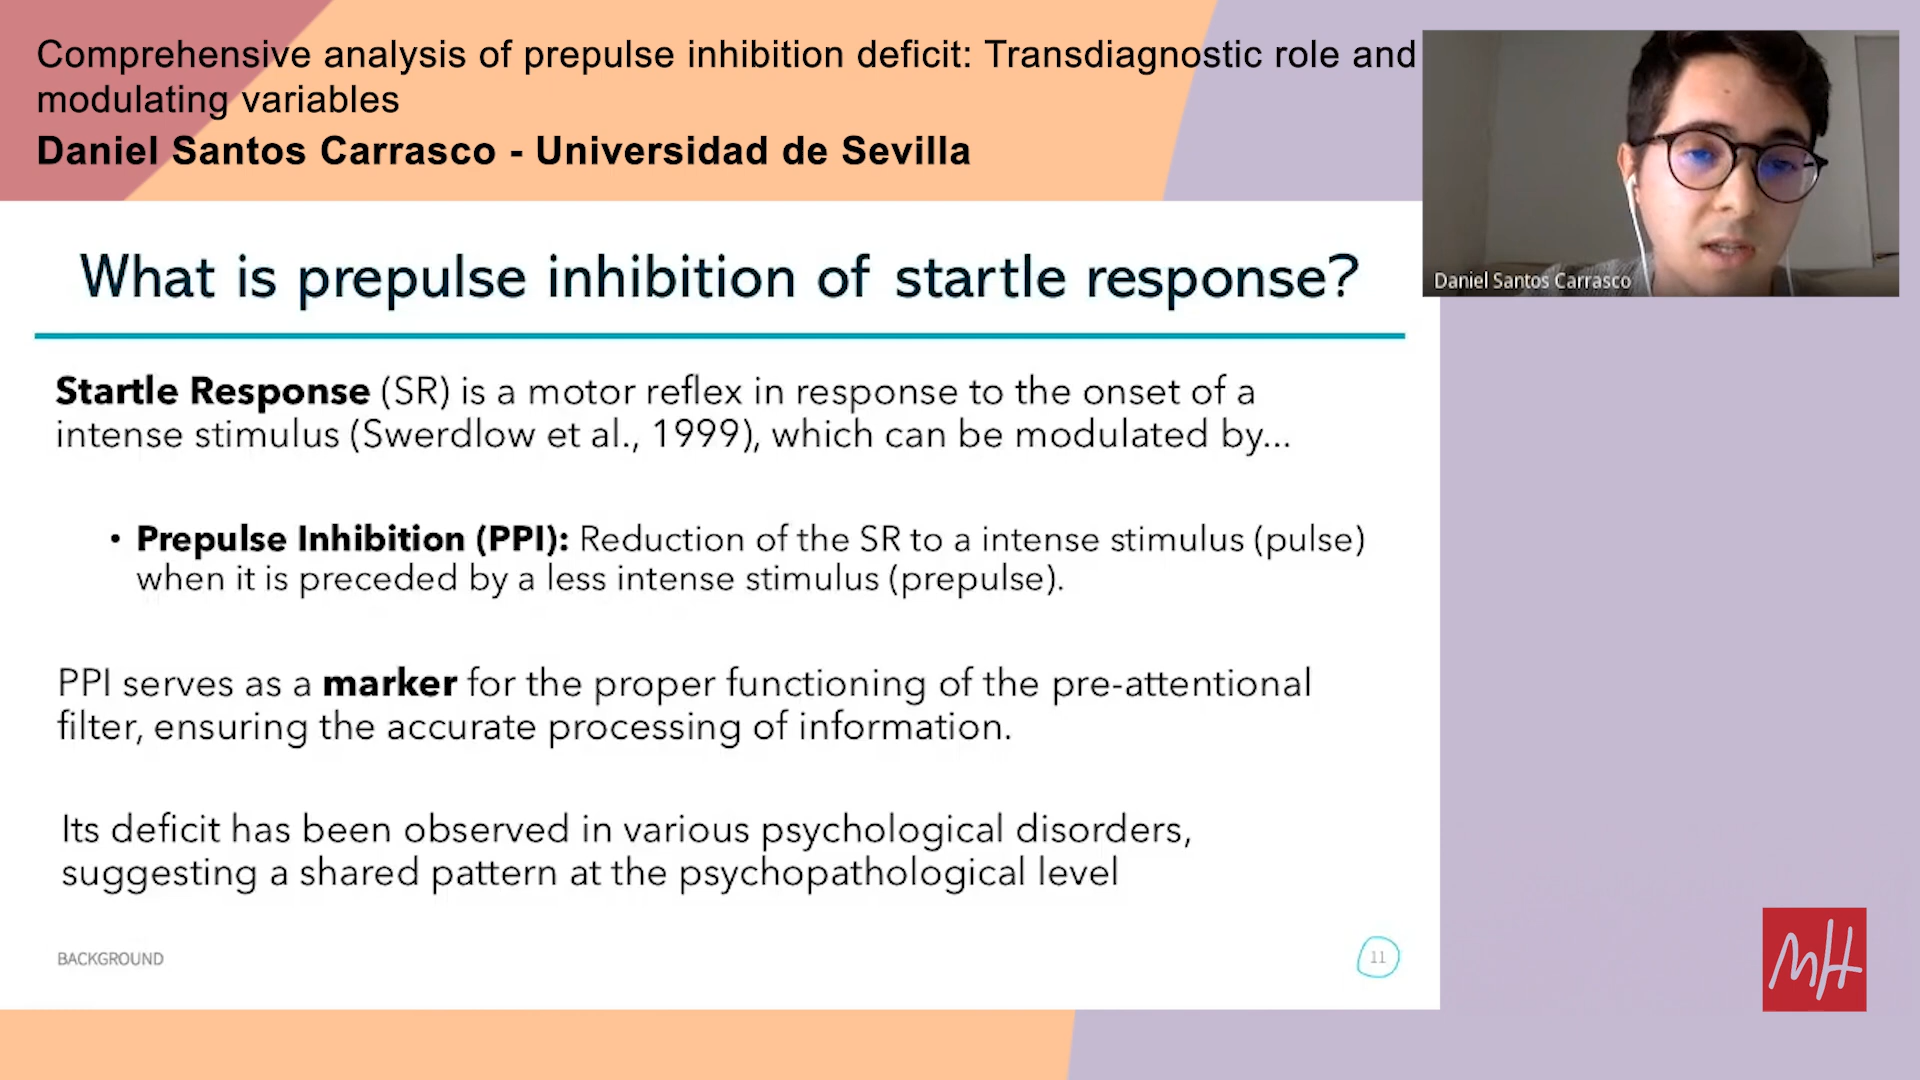 Comprehensive analysis of prepulse inhibition deficit: Transdiagnostic role and
modulating variables
Daniel Santos Carrasco - Universidad de Sevilla
Daniel Santos Carrasco
What is prepulse inhibition of startle response?
Startle Response (SR) is a motor reflex in response to the onset of a
intense stimulus (Swerdlow et al., 1999), which can be modulated by...
• Prepulse Inhibition (PPI): Reduction of the SR to a intense stimulus (pulse)
when it is preceded by a less intense stimulus (prepulse).
PPI serves as a marker for the proper functioning of the pre-attentional
filter, ensuring the accurate processing of information.
Its deficit has been observed in various psychological disorders,
suggesting a shared pattern at the psychopathological level
BACKGROUND
11
MH